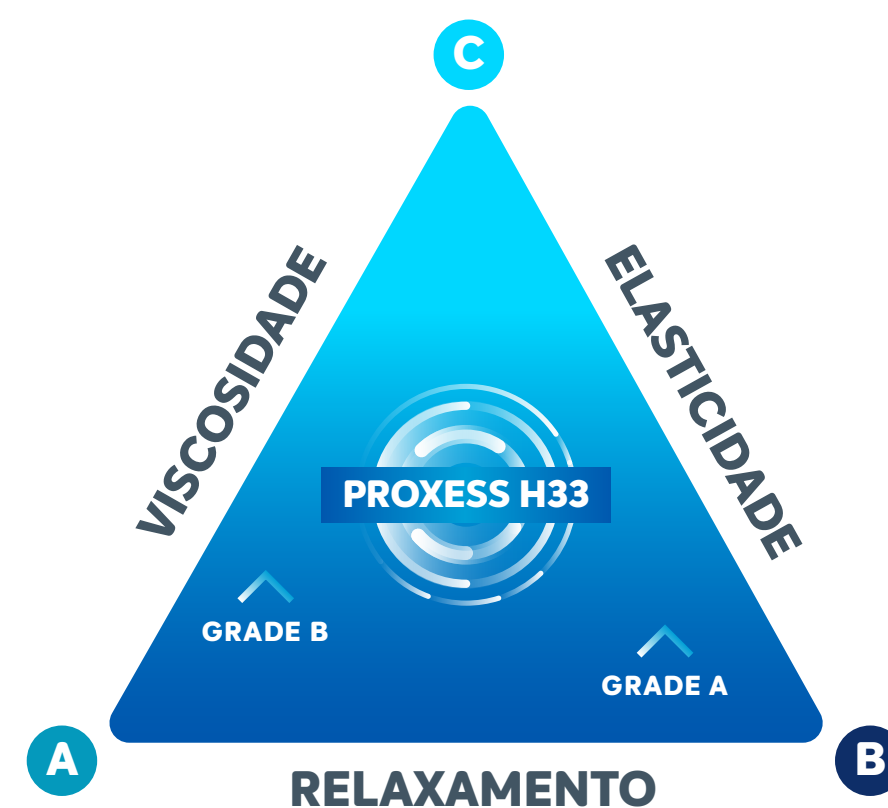 C
VISCOSIDADE
ELASTICIDADE
PROXESS H33
GRADE B
GRADE A
A
B
RELAXAMENTO